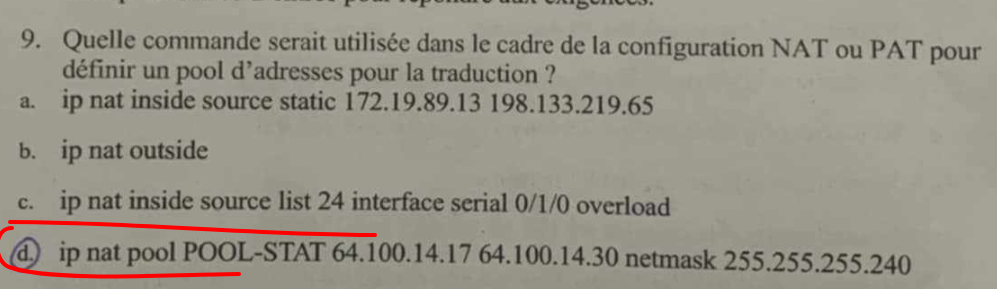 9. Quelle commande serait utilisée dans le cadre de la configuration NAT ou PAT pour
définir un pool d'adresses pour la traduction ?
a. ip nat inside source static 172.19.89.13 198.133.219.65
b. ip nat outside
c. ip nat inside source list 24 interface serial 0/1/0 overload
d. ip nat pool POOL-STAT 64.100.14.17 64.100.14.30 netmask 255.255.255.240